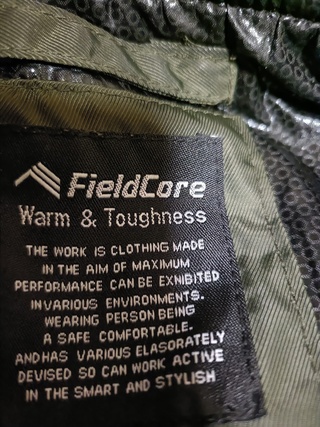 FieldCore
Warm & Toughness
THE WORK IS CLOTHING MADE
IN THE AIM OF MAXIMUM
PERFORMANCE CAN BE EXNIBITED
INVARIOUS ENVIRONMENTS.
WEARING PERSON BEING
A SAFE COMFORTABLE.
ANDHAS VARIOUS ELASORATELY
DEVISED SO CAN WORK ACTIVE
IN THE SMART AND STYLISH